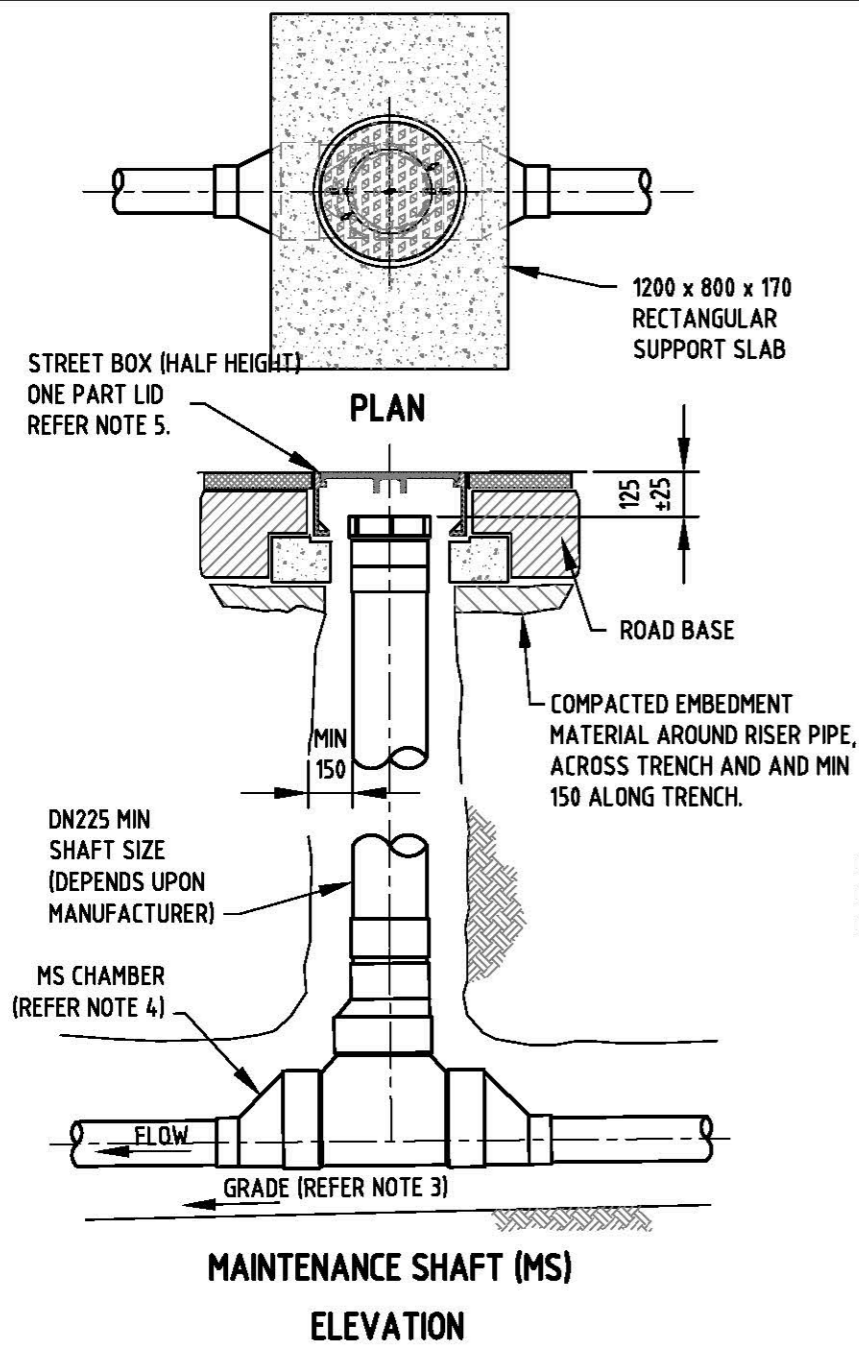 1200 x 800 x 170
RECTANGULAR
SUPPORT SLAB
STREET BOX (HALF HEIGHT)
ONE PART LID
REFER NOTE 5.
PLAN
125
±25
ROAD BASE
COMPACTED EMBEDMENT
MATERIAL AROUND RISER PIPE,
ACROSS TRENCH AND AND MIN
150 ALONG TRENCH.
MIN
150
DN225 MIN
SHAFT SIZE
(DEPENDS UPON
MANUFACTURER)
MS CHAMBER
(REFER NOTE 4)
FLOW
GRADE (REFER NOTE 3)
MAINTENANCE SHAFT (MS)
ELEVATION